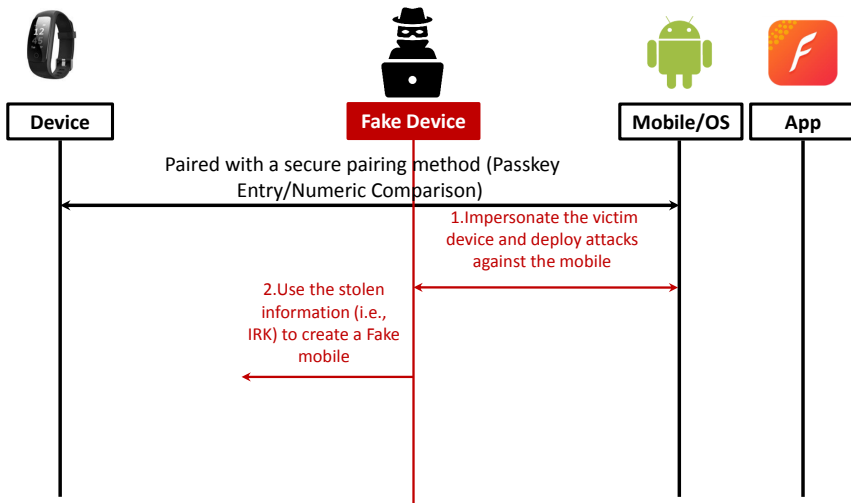 Device
Fake Device
Mobile/OS
App
Paired with a secure pairing method (Passkey
Entry/Numeric Comparison)
1.Impersonate the victim
device and deploy attacks
against the mobile
2.Use the stolen
information (i.e.,
IRK) to create a Fake
mobile